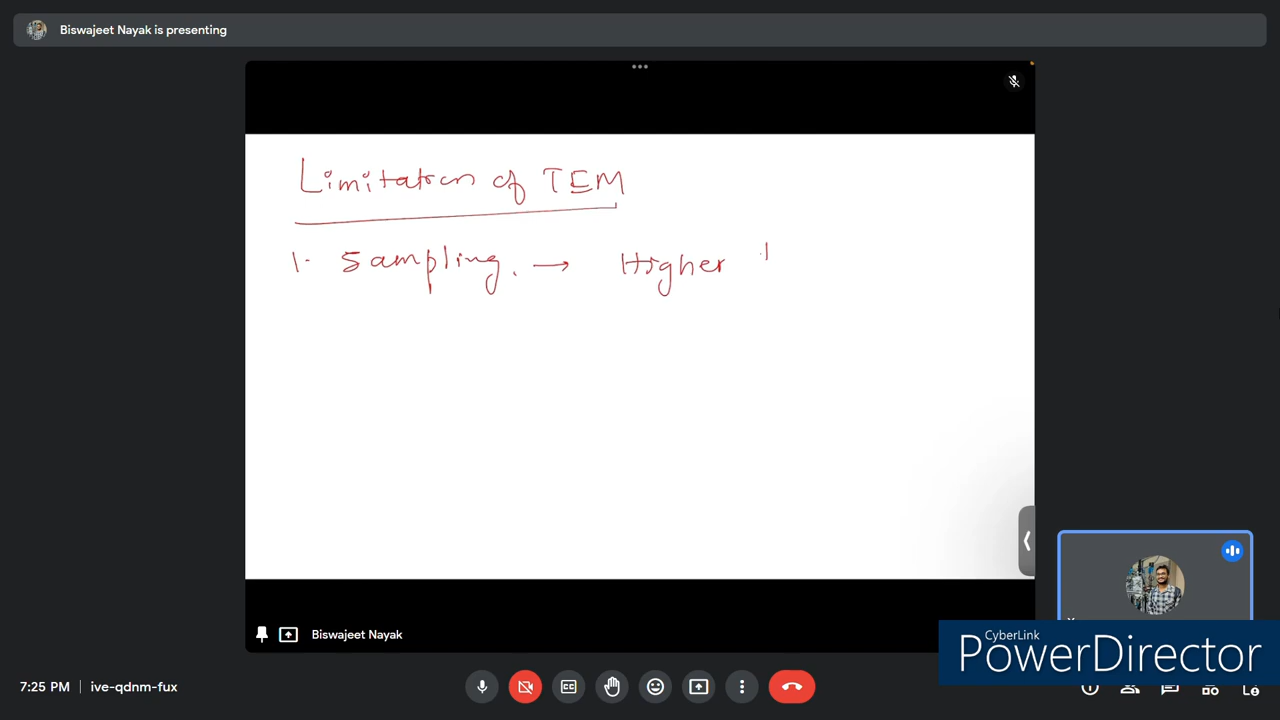 Biswajeet Nayak is presenting
Limitation of TEM
1. Sampling. → Higher
Biswajeet Nayak
CyberLink
PowerDirector
7:25 PM | ive-qdnm-fux